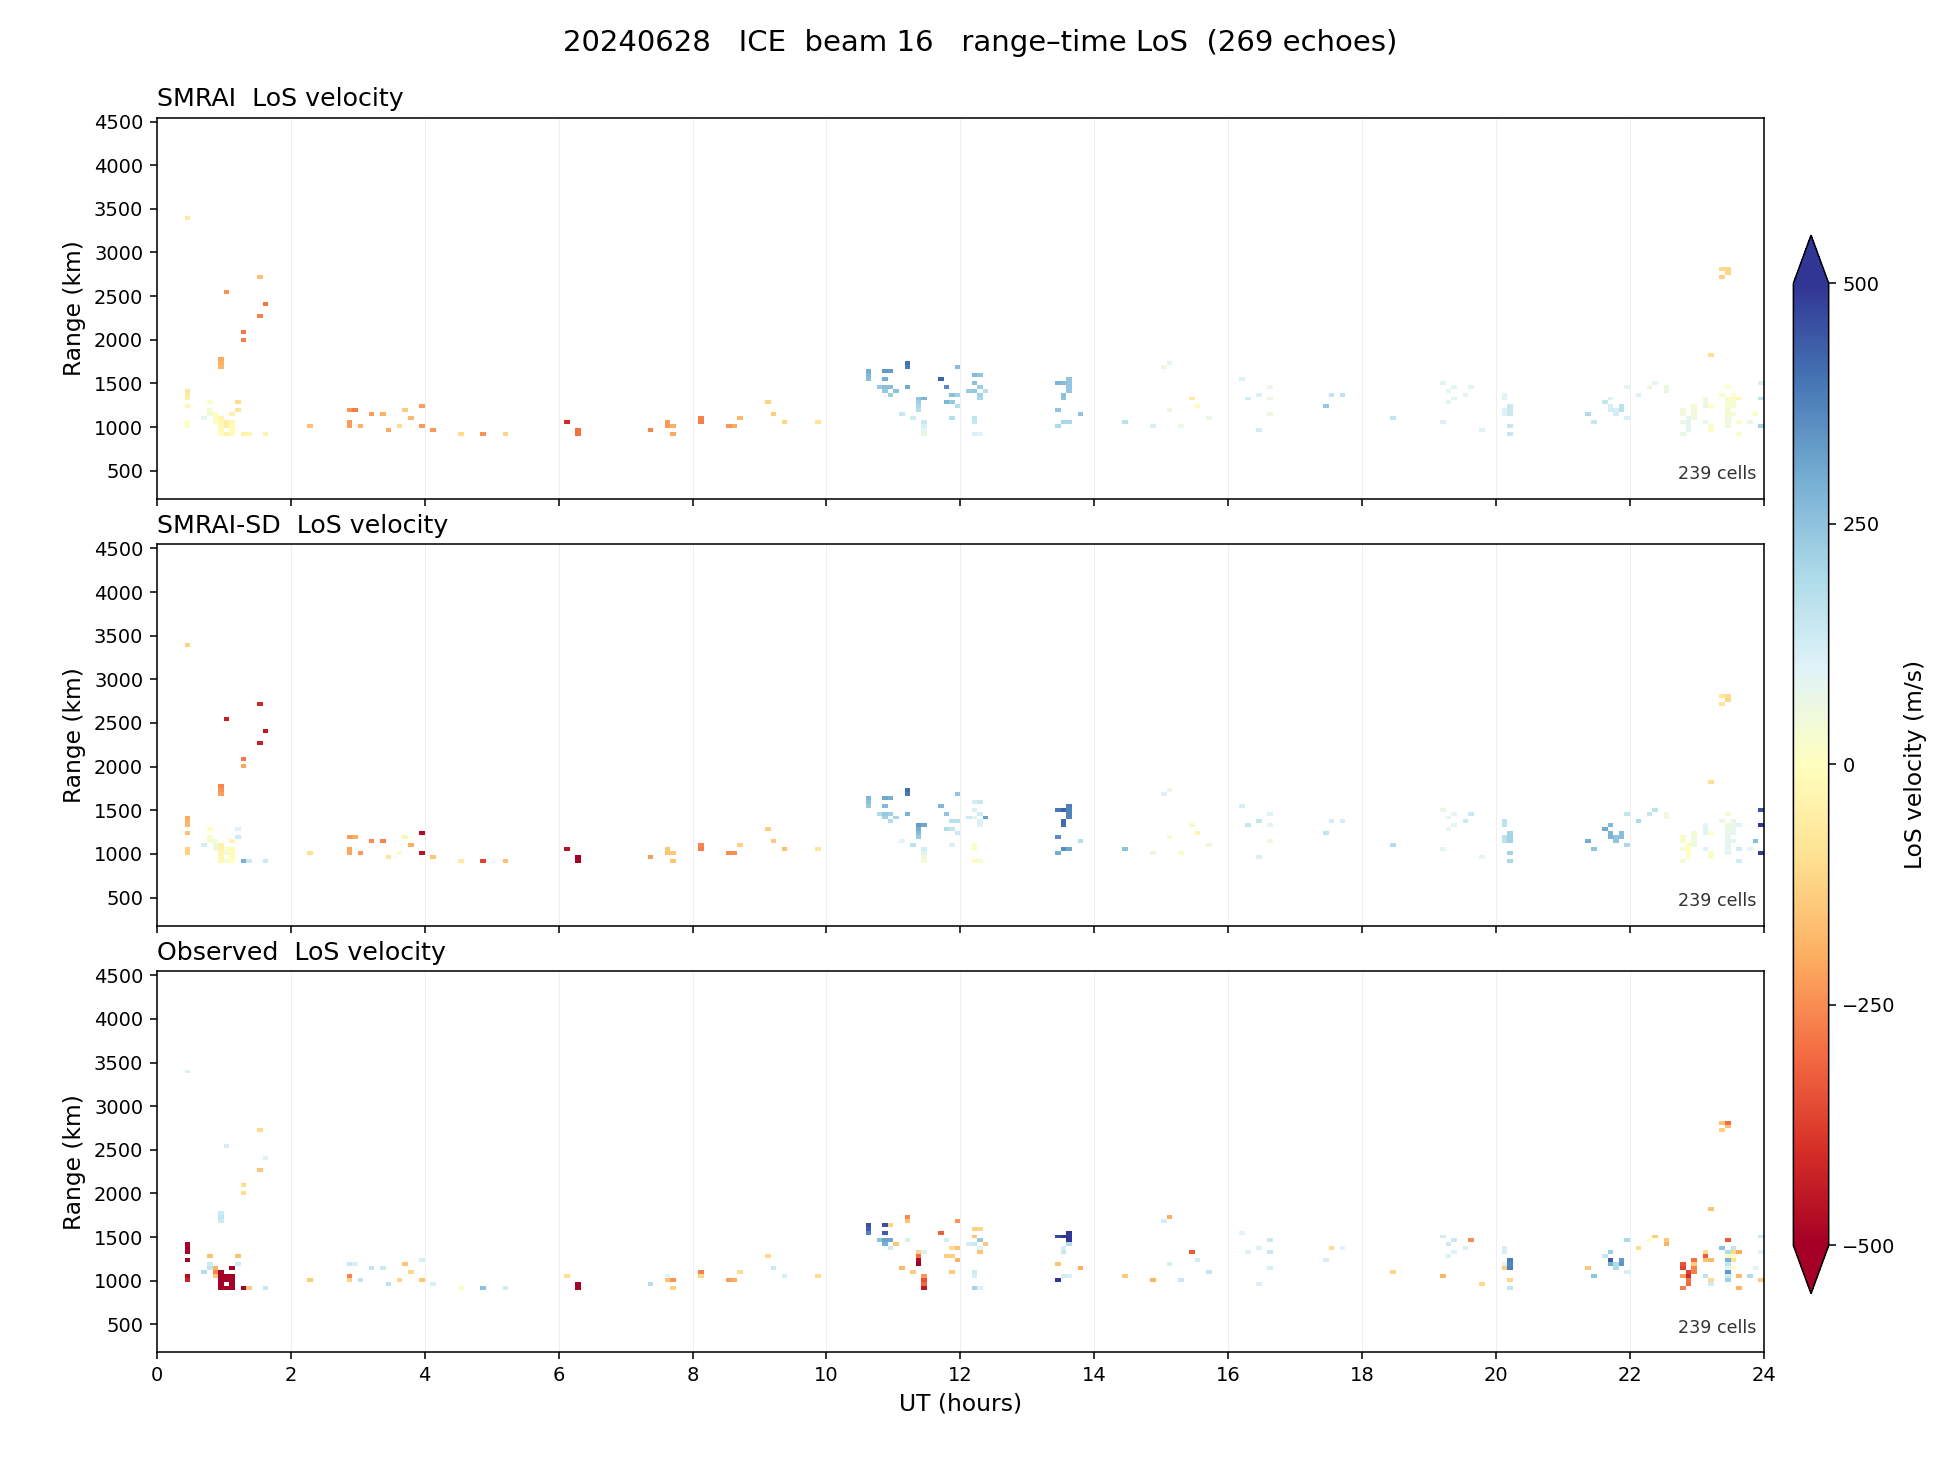 20240628   ICE  beam 16   range–time LoS  (269 echoes)
SMRAI  LoS velocity
4500
4000
3500
3000
2500
2000
1500
1000
500
Range (km)
239 cells
SMRAI-SD  LoS velocity
4500
4000
3500
3000
2500
2000
1500
1000
500
Range (km)
239 cells
Observed  LoS velocity
4500
4000
3500
3000
2500
2000
1500
1000
500
Range (km)
239 cells
0 2 4 6 8 10 12 14 16 18 20 22 24
UT (hours)
500
250
0
−250
−500
LoS velocity (m/s)